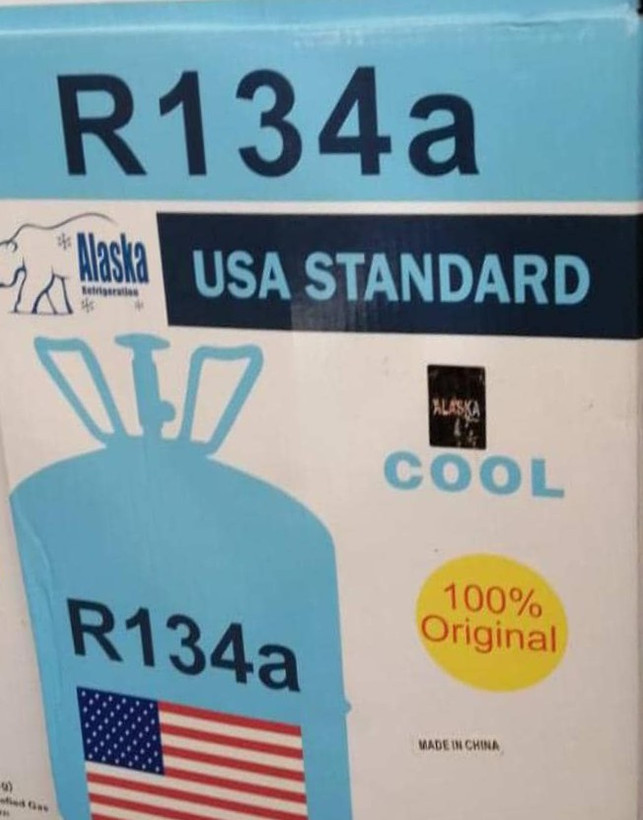 R134a
Alaska
Refrigeration
USA STANDARD
ALASKA
COOL
100%
Original
R134a
MADE IN CHINA